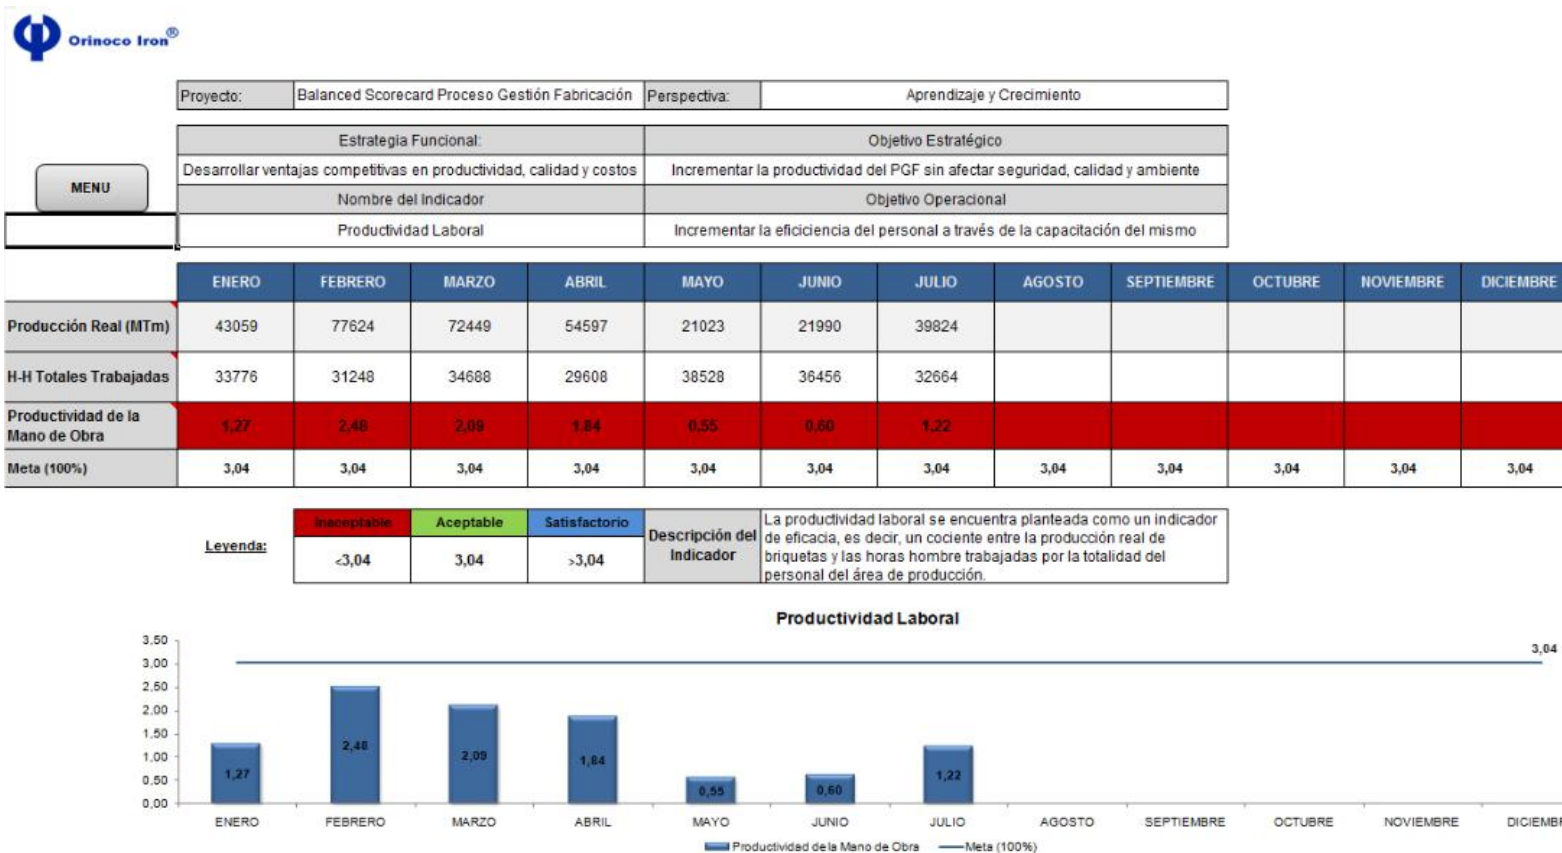 Orinoco Iron®
Proyecto: Balanced Scorecard Proceso Gestión Fabricación Perspectiva: Aprendizaje y Crecimiento
Estrategia Funcional: Objetivo Estratégico
Desarrollar ventajas competitivas en productividad, calidad y costos Incrementar la productividad del PGF sin afectar seguridad, calidad y ambiente
MENU
Nombre del Indicador Objetivo Operacional
Productividad Laboral Incrementar la eficiciencia del personal a través de la capacitación del mismo
ENERO FEBRERO MARZO ABRIL MAYO JUNIO JULIO AGOSTO SEPTIEMBRE OCTUBRE NOVIEMBRE DICIEMBRE
Producción Real (MTm) 43059 77624 72449 54597 21023 21990 39824
H-H Totales Trabajadas 33776 31248 34688 29608 38528 36456 32664
Productividad de la
Mano de Obra 1,27 2,48 2,09 1,84 0,55 0,60 1,22
Meta (100%) 3,04 3,04 3,04 3,04 3,04 3,04 3,04 3,04 3,04 3,04 3,04 3,04
Leyenda:
Inaceptable Aceptable Satisfactorio
<3,04 3,04 >3,04
Descripción del
Indicador
La productividad laboral se encuentra planteada como un indicador
de eficacia, es decir, un cociente entre la producción real de
briquetas y las horas hombre trabajadas por la totalidad del
personal del área de producción.
Productividad Laboral
3,50
3,00
2,50
2,00
1,50
1,00
0,50
0,00
3,04
1,27 2,48 2,09 1,84 0,55 0,60 1,22
ENERO FEBRERO MARZO ABRIL MAYO JUNIO JULIO AGOSTO SEPTIEMBRE OCTUBRE NOVIEMBRE DICIEMB
Productividad de la Mano de Obra Meta (100%)